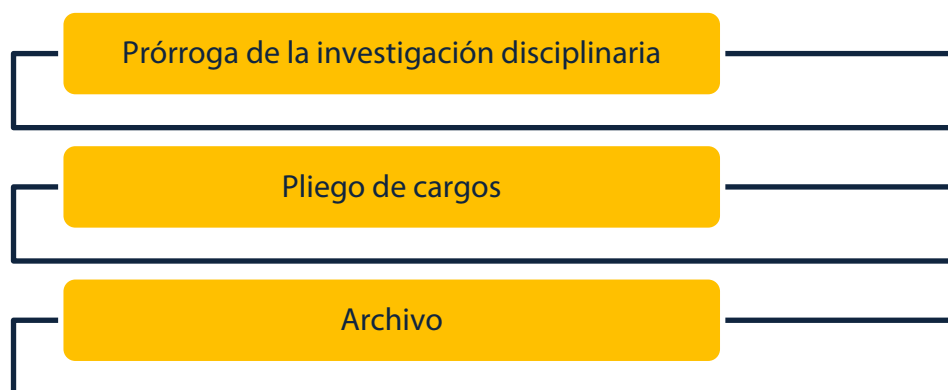 Prórroga de la investigación disciplinaria
Pliego de cargos
Archivo